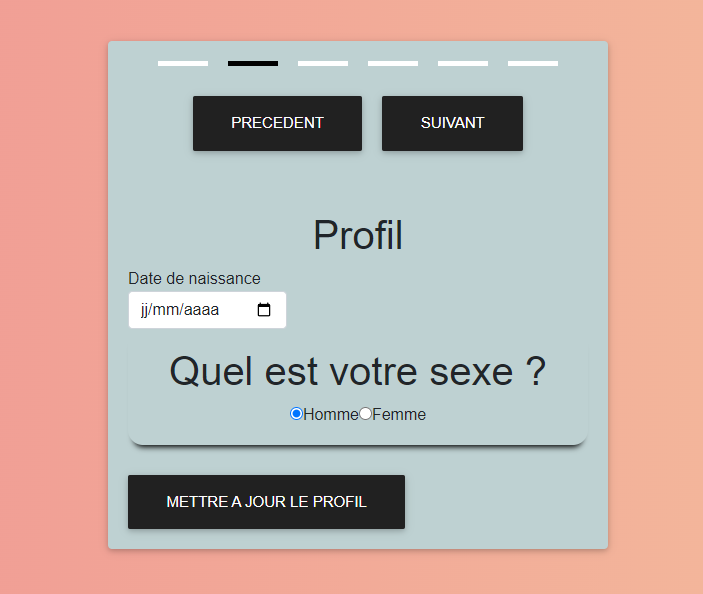 PRECEDENT SUIVANT
Profil
Date de naissance
jj/mm/aaaa
Quel est votre sexe ?
Homme Femme
METTRE A JOUR LE PROFIL